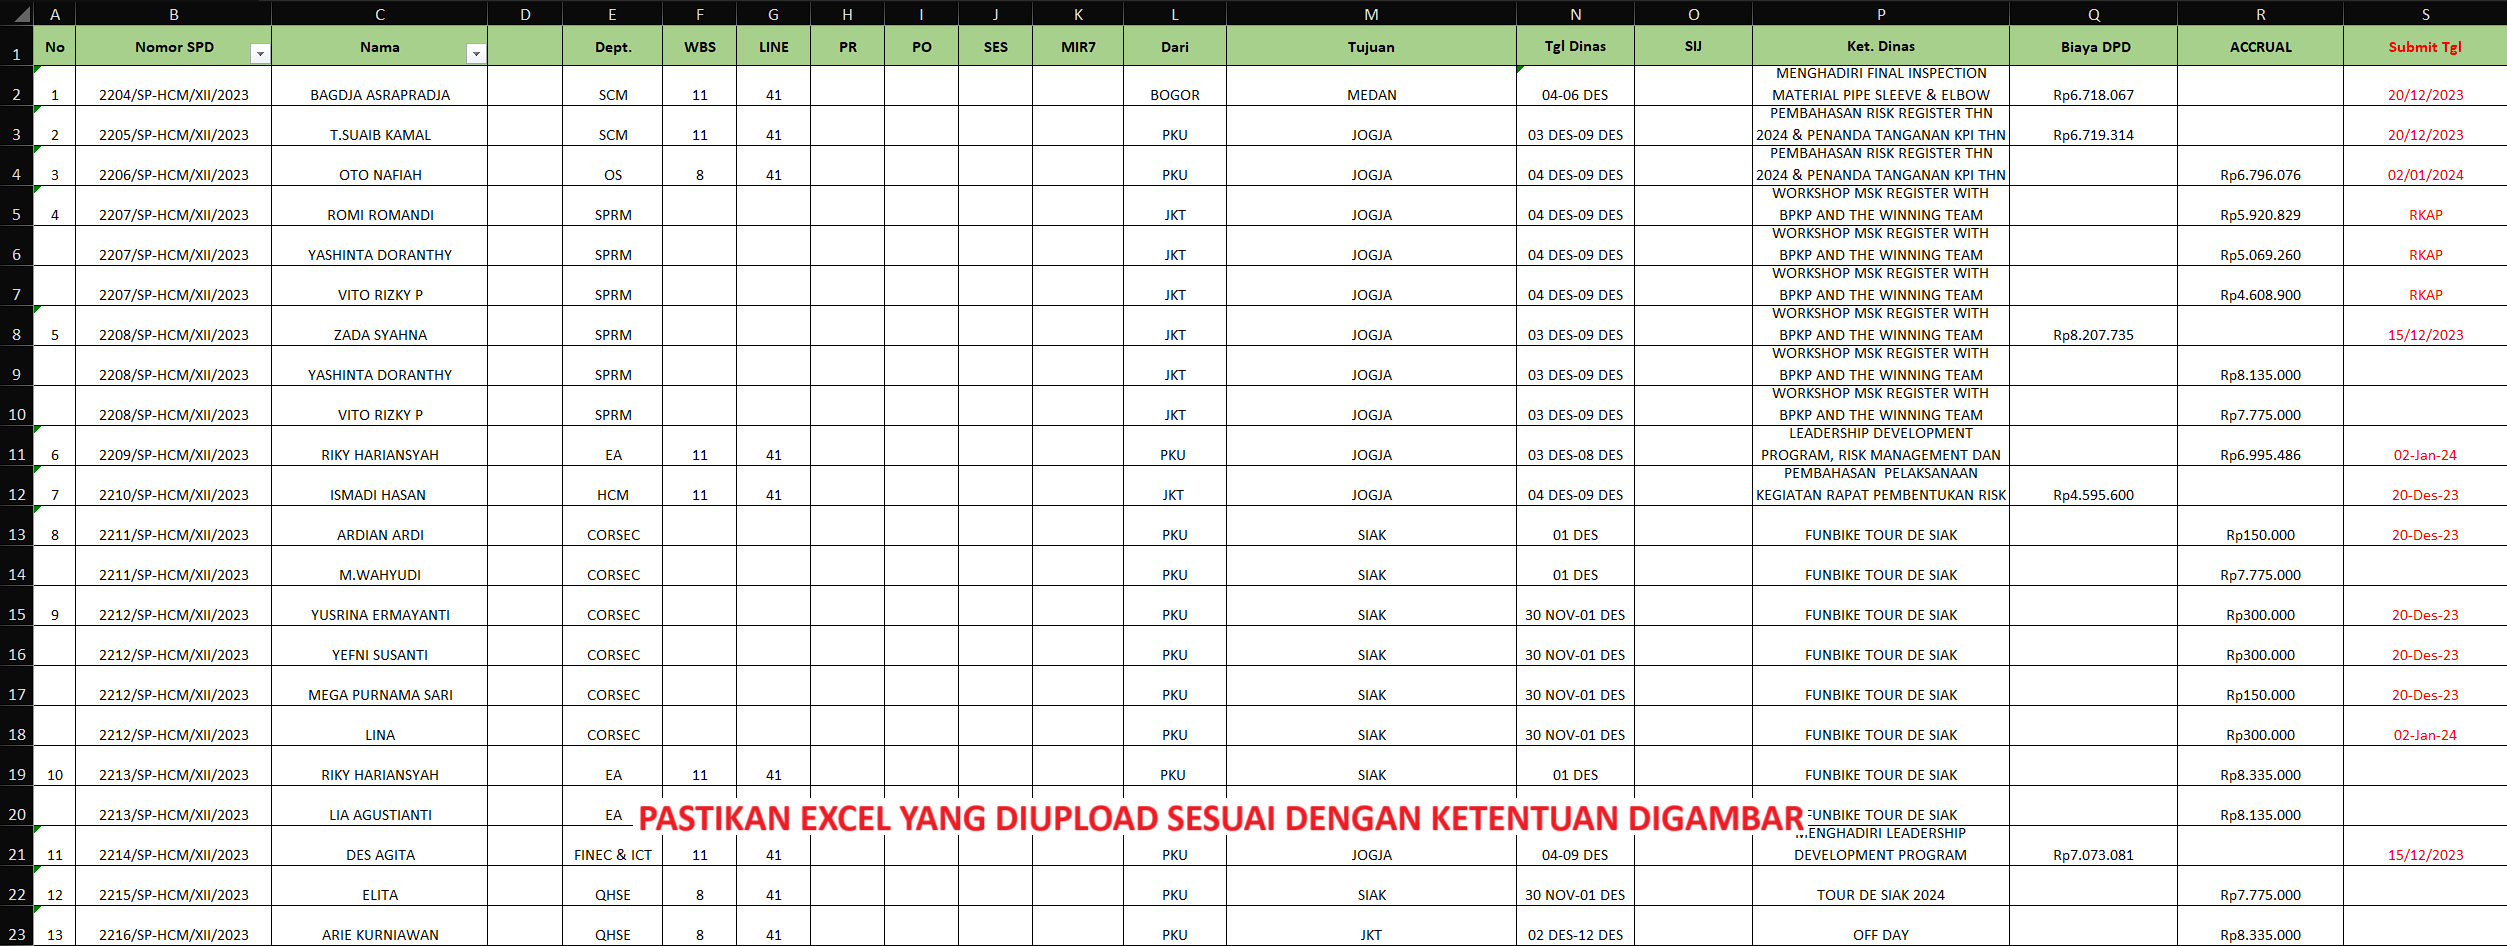 A B C D E F G H I J K L M N O P Q R S
1 No Nomor SPD Nama Dept. WBS LINE PR PO SES MIR7 Dari Tujuan Tgl Dinas SIJ Ket. Dinas Biaya DPD ACCRUAL Submit Tgl
MENGHADIRI FINAL INSPECTION
2 1 2204/SP-HCM/XII/2023 BAGDJA ASRAPRADJA SCM 11 41 BOGOR MEDAN 04-06 DES MATERIAL PIPE SLEEVE & ELBOW Rp6.718.067 20/12/2023
PEMBAHASAN RISK REGISTER THN
3 2 2205/SP-HCM/XII/2023 T.SUAIB KAMAL SCM 11 41 PKU JOGJA 03 DES-09 DES 2024 & PENANDA TANGANAN KPI THN Rp6.719.314 20/12/2023
PEMBAHASAN RISK REGISTER THN
4 3 2206/SP-HCM/XII/2023 OTO NAFIAH OS 8 41 PKU JOGJA 04 DES-09 DES 2024 & PENANDA TANGANAN KPI THN Rp6.796.076 02/01/2024
WORKSHOP MSK REGISTER WITH
5 4 2207/SP-HCM/XII/2023 ROMI ROMANDI SPRM JKT JOGJA 04 DES-09 DES BPKP AND THE WINNING TEAM Rp5.920.829 RKAP
WORKSHOP MSK REGISTER WITH
6 2207/SP-HCM/XII/2023 YASHINTA DORANTHY SPRM JKT JOGJA 04 DES-09 DES BPKP AND THE WINNING TEAM Rp5.069.260 RKAP
WORKSHOP MSK REGISTER WITH
7 2207/SP-HCM/XII/2023 VITO RIZKY P SPRM JKT JOGJA 04 DES-09 DES BPKP AND THE WINNING TEAM Rp4.608.900 RKAP
WORKSHOP MSK REGISTER WITH
8 5 2208/SP-HCM/XII/2023 ZADA SYAHNA SPRM JKT JOGJA 03 DES-09 DES BPKP AND THE WINNING TEAM Rp8.207.735 15/12/2023
WORKSHOP MSK REGISTER WITH
9 2208/SP-HCM/XII/2023 YASHINTA DORANTHY SPRM JKT JOGJA 03 DES-09 DES BPKP AND THE WINNING TEAM Rp8.135.000
WORKSHOP MSK REGISTER WITH
10 2208/SP-HCM/XII/2023 VITO RIZKY P SPRM JKT JOGJA 03 DES-09 DES BPKP AND THE WINNING TEAM Rp7.775.000
LEADERSHIP DEVELOPMENT
11 6 2209/SP-HCM/XII/2023 RIKY HARIANSYAH EA 11 41 PKU JOGJA 03 DES-08 DES PROGRAM, RISK MANAGEMENT DAN Rp6.995.486 02-Jan-24
PEMBAHASAN PELAKSANAAN
12 7 2210/SP-HCM/XII/2023 ISMADI HASAN HCM 11 41 JKT JOGJA 04 DES-09 DES KEGIATAN RAPAT PEMBENTUKAN RISK Rp4.595.600 20-Des-23
13 8 2211/SP-HCM/XII/2023 ARDIAN ARDI CORSEC PKU SIAK 01 DES FUNBIKE TOUR DE SIAK Rp150.000 20-Des-23
14 2211/SP-HCM/XII/2023 M.WAHYUDI CORSEC PKU SIAK 01 DES FUNBIKE TOUR DE SIAK Rp7.775.000
15 9 2212/SP-HCM/XII/2023 YUSRINA ERMAYANTI CORSEC PKU SIAK 30 NOV-01 DES FUNBIKE TOUR DE SIAK Rp300.000 20-Des-23
16 2212/SP-HCM/XII/2023 YEFNI SUSANTI CORSEC PKU SIAK 30 NOV-01 DES FUNBIKE TOUR DE SIAK Rp300.000 20-Des-23
17 2212/SP-HCM/XII/2023 MEGA PURNAMA SARI CORSEC PKU SIAK 30 NOV-01 DES FUNBIKE TOUR DE SIAK Rp150.000 20-Des-23
18 2212/SP-HCM/XII/2023 LINA CORSEC PKU SIAK 30 NOV-01 DES FUNBIKE TOUR DE SIAK Rp300.000 02-Jan-24
19 10 2213/SP-HCM/XII/2023 RIKY HARIANSYAH EA 11 41 PKU SIAK 01 DES FUNBIKE TOUR DE SIAK Rp8.335.000
20 2213/SP-HCM/XII/2023 LIA AGUSTIANTI EA FUNBIKE TOUR DE SIAK Rp8.135.000
PASTIKAN EXCEL YANG DIUPLOAD SESUAI DENGAN KETENTUAN DIGAMBAR
MENGHADIRI LEADERSHIP
21 11 2214/SP-HCM/XII/2023 DES AGITA FINEC & ICT 11 41 PKU JOGJA 04-09 DES DEVELOPMENT PROGRAM Rp7.073.081 15/12/2023
22 12 2215/SP-HCM/XII/2023 ELITA QHSE 8 41 PKU SIAK 30 NOV-01 DES TOUR DE SIAK 2024 Rp7.775.000
23 13 2216/SP-HCM/XII/2023 ARIE KURNIAWAN QHSE 8 41 PKU JKT 02 DES-12 DES OFF DAY Rp8.335.000